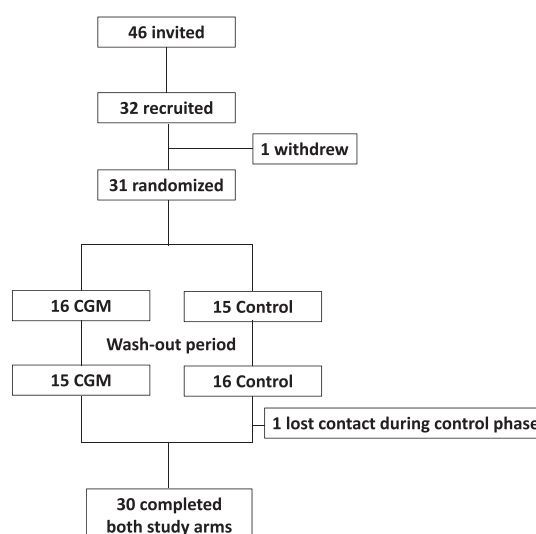 46 invited
32 recruited
1 withdrew
31 randomized
16 CGM
15 Control
Wash-out period
15 CGM
16 Control
1 lost contact during control phase
30 completed
both study arms